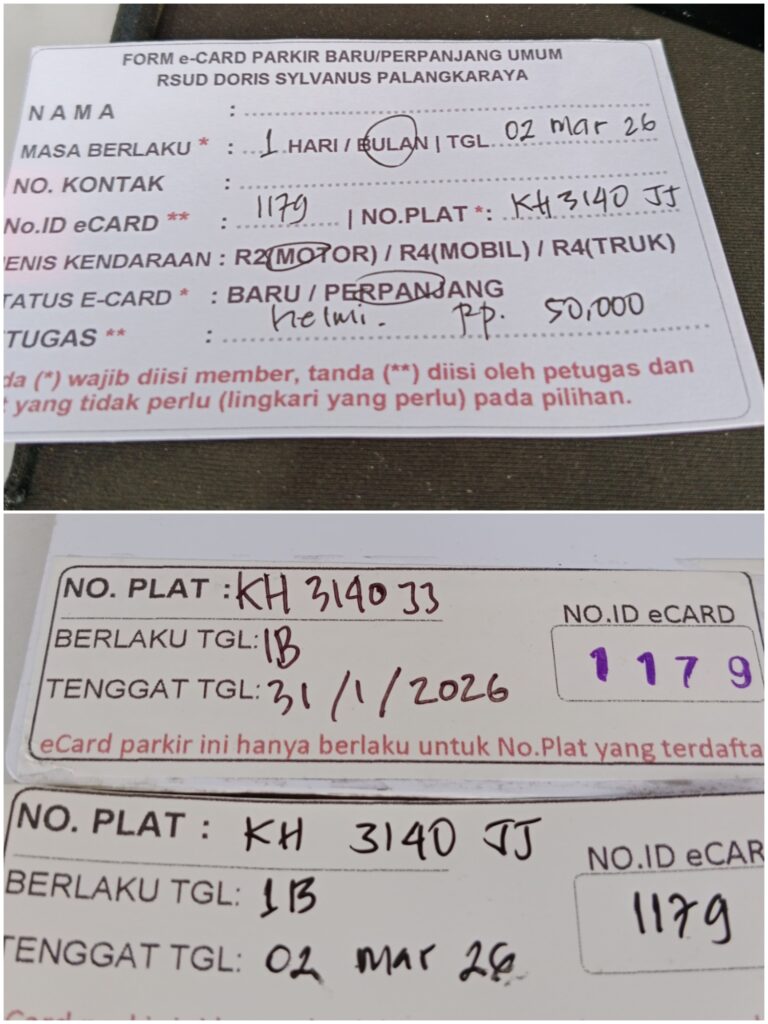 FORM e-CARD PARKIR BARU/PERPANJANG UMUM
RSUD DORIS SYLVANUS PALANGKARAYA
NAMA :
MASA BERLAKU * : 1 HARI / BULAN | TGL 02 Mar 26
NO. KONTAK :
No.ID eCARD ** : 1179 | NO.PLAT *: KH 3140 JJ
ENIS KENDARAAN : R2(MOTOR) / R4(MOBIL) / R4(TRUK)
TATUS E-CARD * : BARU / PERPANJANG
TUGAS ** : helmi. Rp. 50,000
da (*) wajib diisi member, tanda (**) diisi oleh petugas dan
t yang tidak perlu (lingkari yang perlu) pada pilihan.
NO. PLAT : KH 3140 JJ
BERLAKU TGL: 1B
TENGGAT TGL: 31/1/2026
NO.ID eCARD
1179
eCard parkir ini hanya berlaku untuk No.Plat yang terdafta
NO. PLAT : KH 3140 JJ
BERLAKU TGL: 1B
TENGGAT TGL: 02 Mar 26
NO.ID eCAR
1179